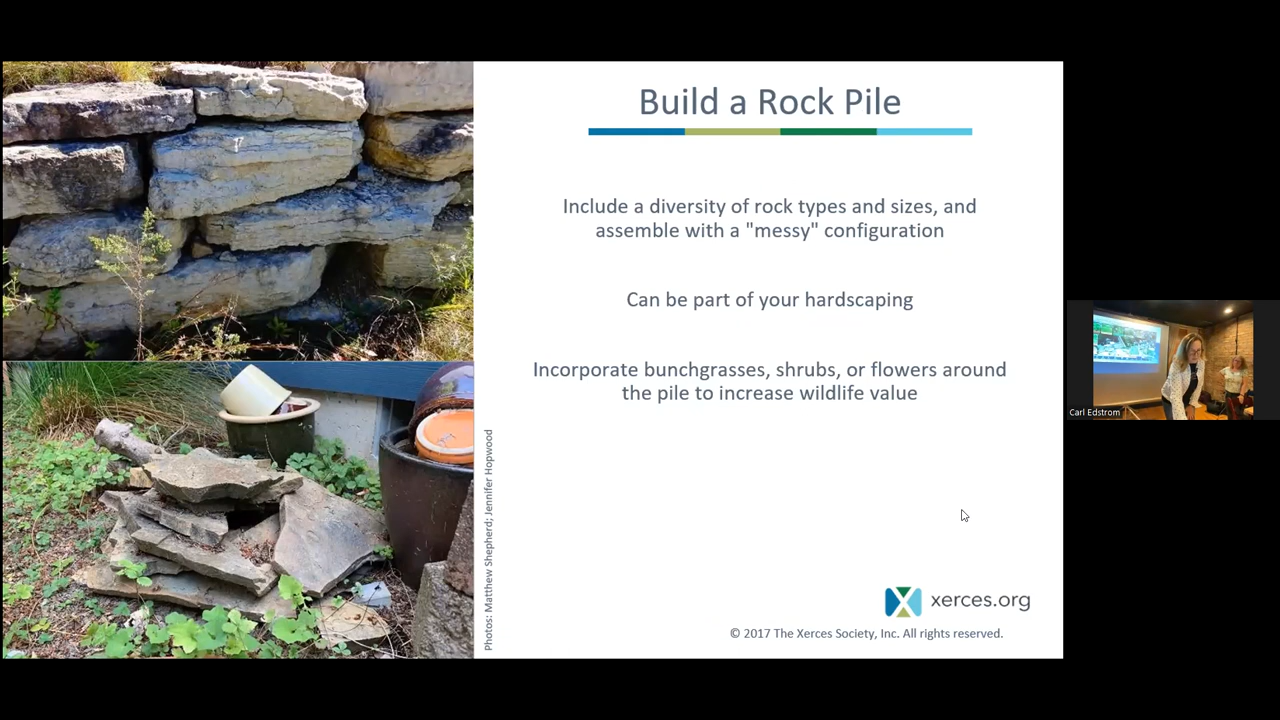 Build a Rock Pile
Include a diversity of rock types and sizes, and
assemble with a "messy" configuration
Can be part of your hardscaping
Incorporate bunchgrasses, shrubs, or flowers around
the pile to increase wildlife value
Photos: Matthew Shepherd; Jennifer Hopwood
xerces.org
© 2017 The Xerces Society, Inc. All rights reserved.
Carl Edstrom